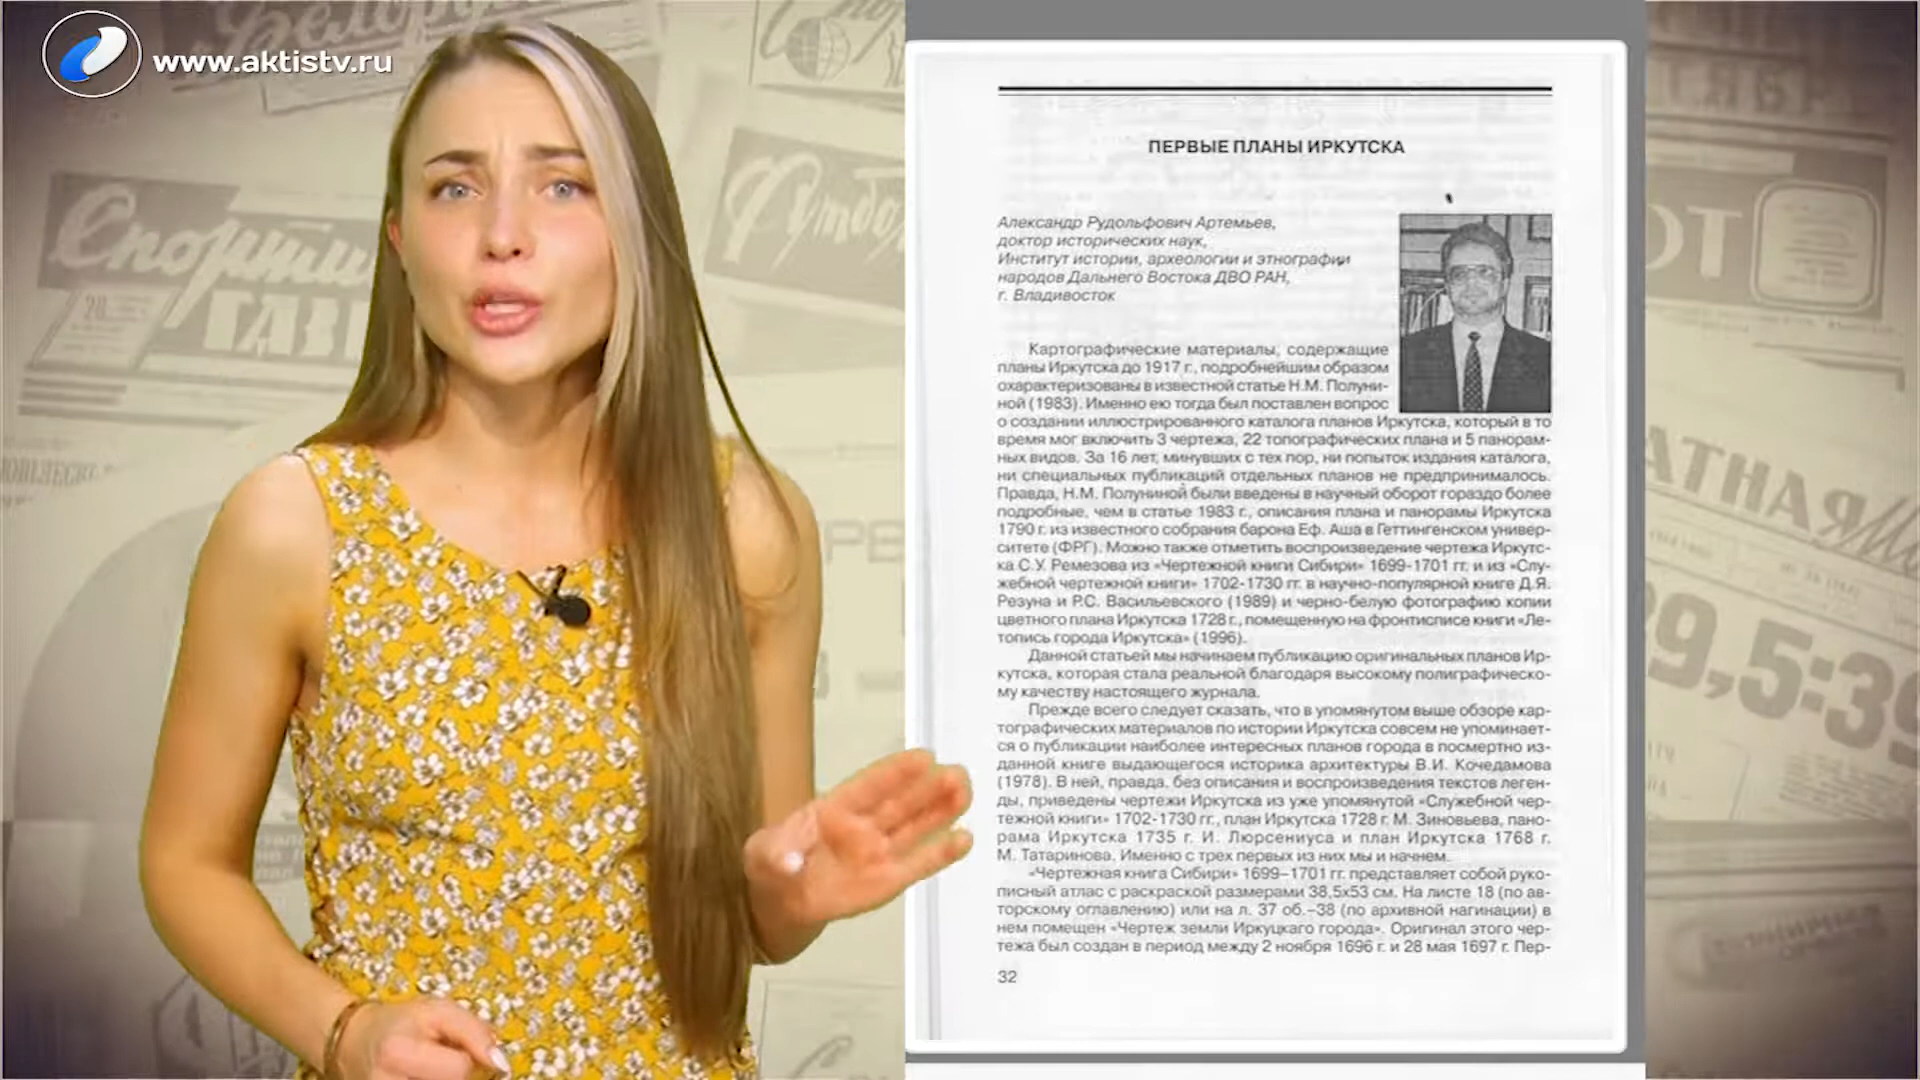 www.aktistv.ru
Спорти
ГАЗ
Футбо
ПЕРВЫЕ ПЛАНЫ ИРКУТСКА
Александр Рудольфович Артемьев,
доктор исторических наук,
Институт истории, археологии и этнографии
народов Дальнего Востока ДВО РАН,
г. Владивосток
Картографические материалы, содержащие
планы Иркутска до 1917 г., подробнейшим образом
охарактеризованы в известной статье Н.М. Полуни-
ной (1983). Именно ею тогда был поставлен вопрос
о создании иллюстрированного каталога планов Иркутска, который в то
время мог включить 3 чертежа, 22 топографических плана и 5 панорам-
ных видов. За 16 лет, минувших с тех пор, ни попыток издания каталога,
ни специальных публикаций отдельных планов не предпринималось.
Правда, Н.М. Полуниной были введены в научный оборот гораздо более
подробные, чем в статье 1983 г., описания плана и панорамы Иркутска
1790 г. из известного собрания барона Еф. Аша в Геттингенском универ-
ситете (ФРГ). Можно также отметить воспроизведение чертежа Иркутс-
ка С.У. Ремезова из «Чертежной книги Сибири» 1699-1701 гг. и из «Слу-
жебной чертежной книги» 1702-1730 гг. в научно-популярной книге Д.Я.
Резуна и Р.С. Васильевского (1989) и черно-белую фотографию копии
цветного плана Иркутска 1728 г., помещенную на фронтисписе книги «Ле-
топись города Иркутска» (1996).
Данной статьей мы начинаем публикацию оригинальных планов Ир-
кутска, которая стала реальной благодаря высокому полиграфическо-
му качеству настоящего журнала.
Прежде всего следует сказать, что в упомянутом выше обзоре кар-
тографических материалов по истории Иркутска совсем не упоминает-
ся о публикации наиболее интересных планов города в посмертно из-
данной книге выдающегося историка архитектуры В.И. Кочедамова
(1978). В ней, правда, без описания и воспроизведения текстов леген-
ды, приведены чертежи Иркутска из уже упомянутой «Служебной чер-
тежной книги» 1702-1730 гг., план Иркутска 1728 г. М. Зиновьева, пано-
рама Иркутска 1735 г. И. Люрсениуса и план Иркутска 1768 г.
М. Татаринова. Именно с трех первых из них мы и начнем.
«Чертежная книга Сибири» 1699–1701 гг. представляет собой руко-
писный атлас с раскраской размерами 38,5х53 см. На листе 18 (по ав-
торскому оглавлению) или на л. 37 об.–38 (по архивной нагинации) в
нем помещен «Чертеж земли Иркуцкаго города». Оригинал этого чер-
тежа был создан в период между 2 ноября 1696 г. и 28 мая 1697 г. Пер-
32
9,5:39